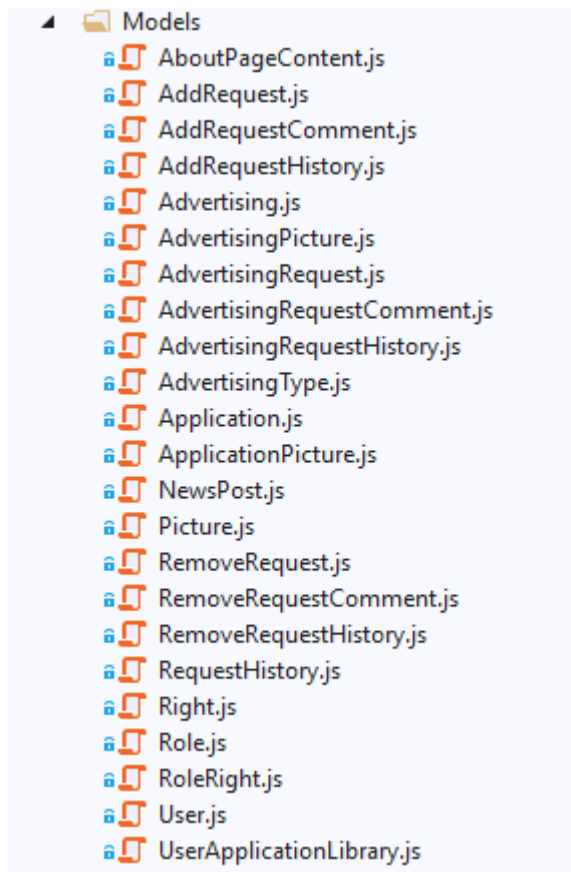 Models
AboutPageContent.js
AddRequest.js
AddRequestComment.js
AddRequestHistory.js
Advertising.js
AdvertisingPicture.js
AdvertisingRequest.js
AdvertisingRequestComment.js
AdvertisingRequestHistory.js
AdvertisingType.js
Application.js
ApplicationPicture.js
NewsPost.js
Picture.js
RemoveRequest.js
RemoveRequestComment.js
RemoveRequestHistory.js
RequestHistory.js
Right.js
Role.js
RoleRight.js
User.js
UserApplicationLibrary.js